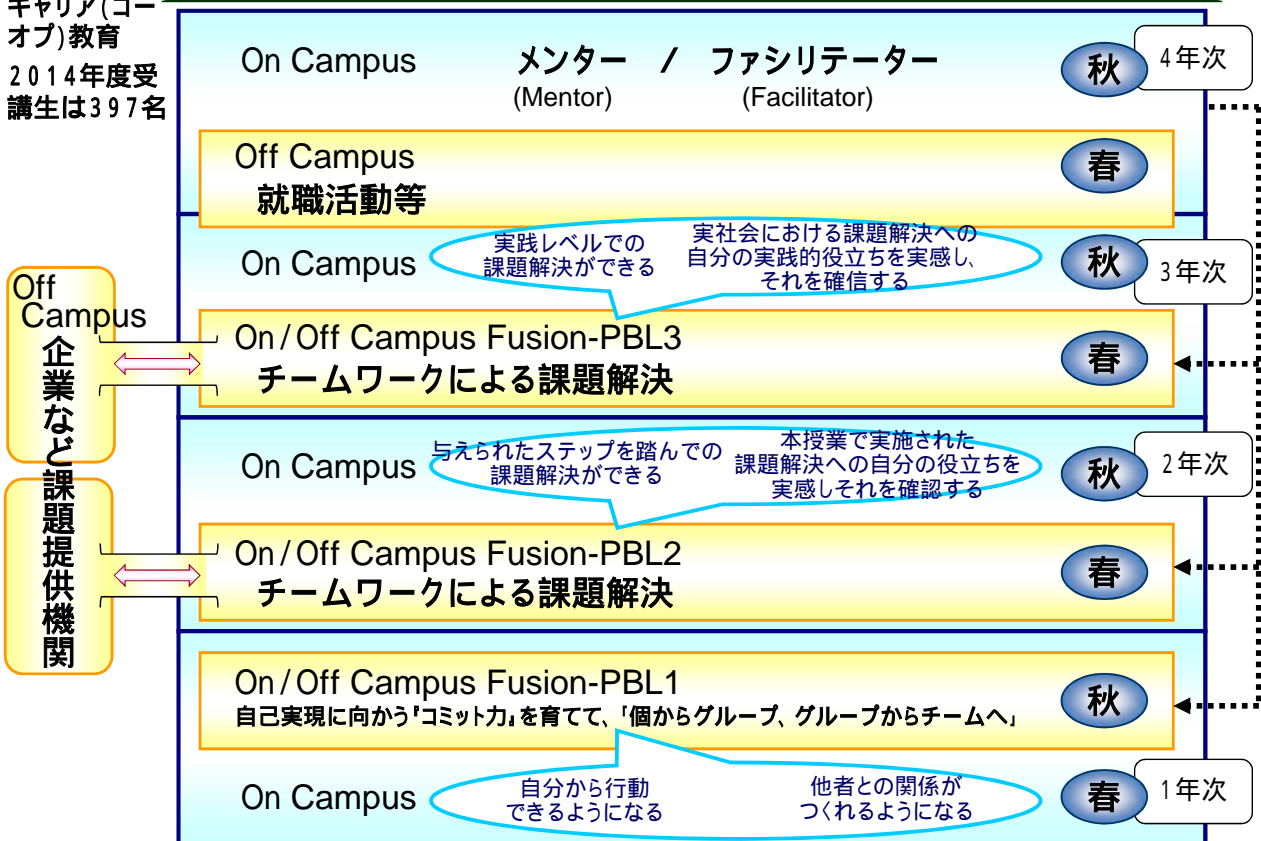 キャリア(コー
オプ)教育
2014年度受
講生は397名
On Campus
メンター / ファシリテーター
(Mentor) (Facilitator)
秋
4年次
Off Campus
就職活動等
春
On Campus
実践レベルでの
課題解決ができる
実社会における課題解決への
自分の実践的役立ちを実感し、
それを確信する
秋
3年次
Off
Campus
企業など課題提供機関
On/Off Campus Fusion-PBL3
チームワークによる課題解決
春
On Campus
与えられたステップを踏んでの
課題解決ができる
本授業で実施された
課題解決への自分の役立ちを
実感しそれを確認する
秋
2年次
On/Off Campus Fusion-PBL2
チームワークによる課題解決
春
On/Off Campus Fusion-PBL1
自己実現に向かう『コミット力』を育てて、「個からグループ、グループからチームへ」
秋
On Campus
自分から行動
できるようになる
他者との関係が
つくれるようになる
春
1年次